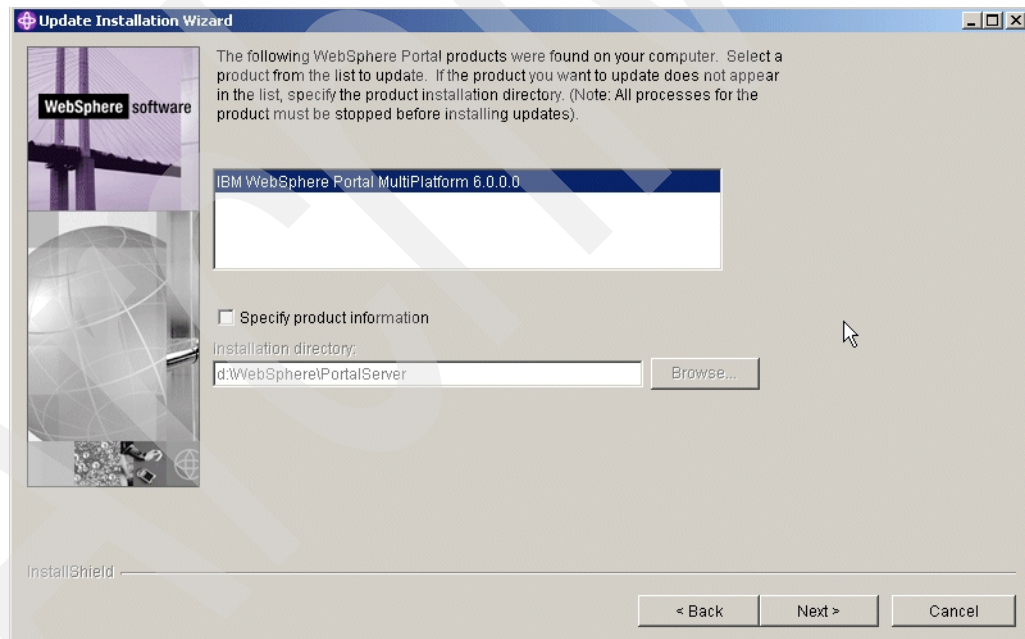 Update Installation Wizard
WebSphere software
The following WebSphere Portal products were found on your computer. Select a
product from the list to update. If the product you want to update does not appear
in the list, specify the product installation directory. (Note: All processes for the
product must be stopped before installing updates).
IBM WebSphere Portal MultiPlatform 6.0.0.0
Specify product information
Installation directory:
d:\WebSphere\PortalServer
Browse...
InstallShield
< Back
Next >
Cancel